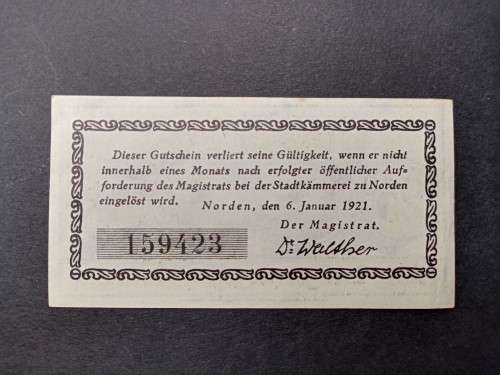 Dieser Gutschein verliert seine Gültigkeit, wenn er nicht
innerhalb eines Monats nach erfolgter öffentlicher Auf=
forderung des Magistrats bei der Stadtkämmerei zu Norden
eingelöst wird.
Norden, den 6. Januar 1921.
Der Magistrat.
159423
Dr Walther